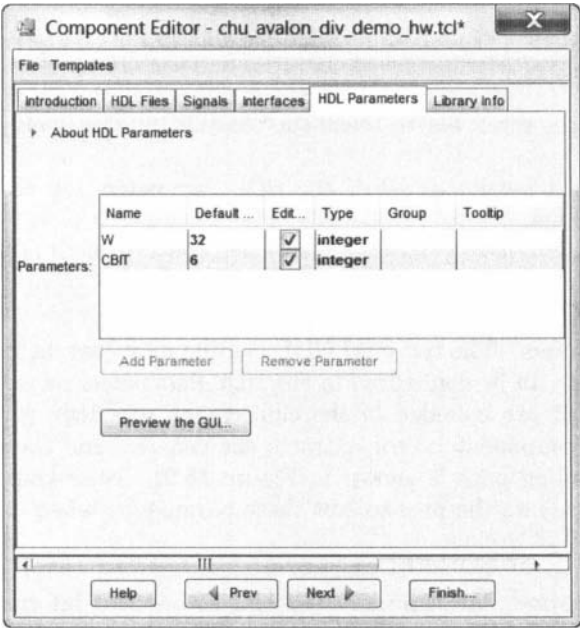 Component Editor - chu_avalon_div_demo_hw.tcl*
File Templates
Introduction HDL Files Signals Interfaces HDL Parameters Library Info
About HDL Parameters
Name Default ... Edit... Type Group Tooltip
W 32 integer
Parameters:
CBIT 6 integer
Add Parameter Remove Parameter
Preview the GUI...
Help Prev Next Finish...